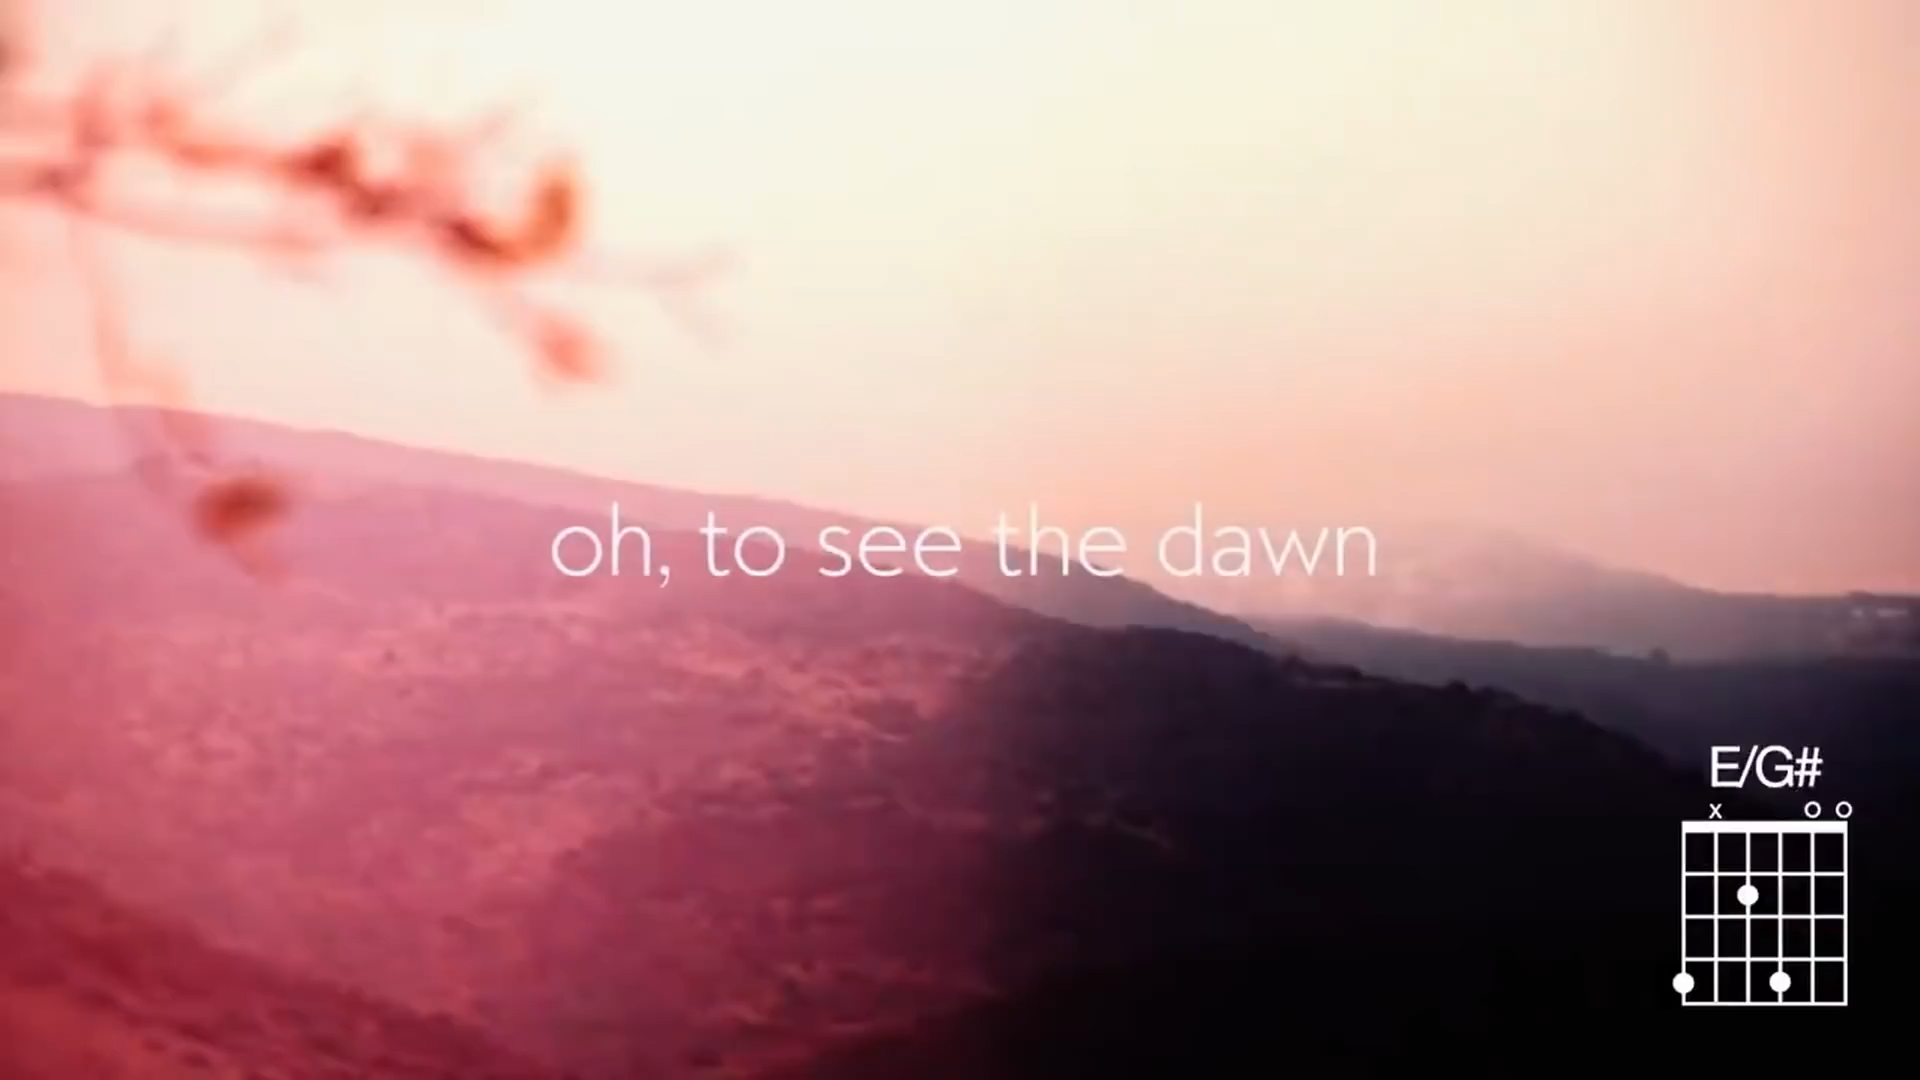 oh, to see the dawn
E/G#
x o o